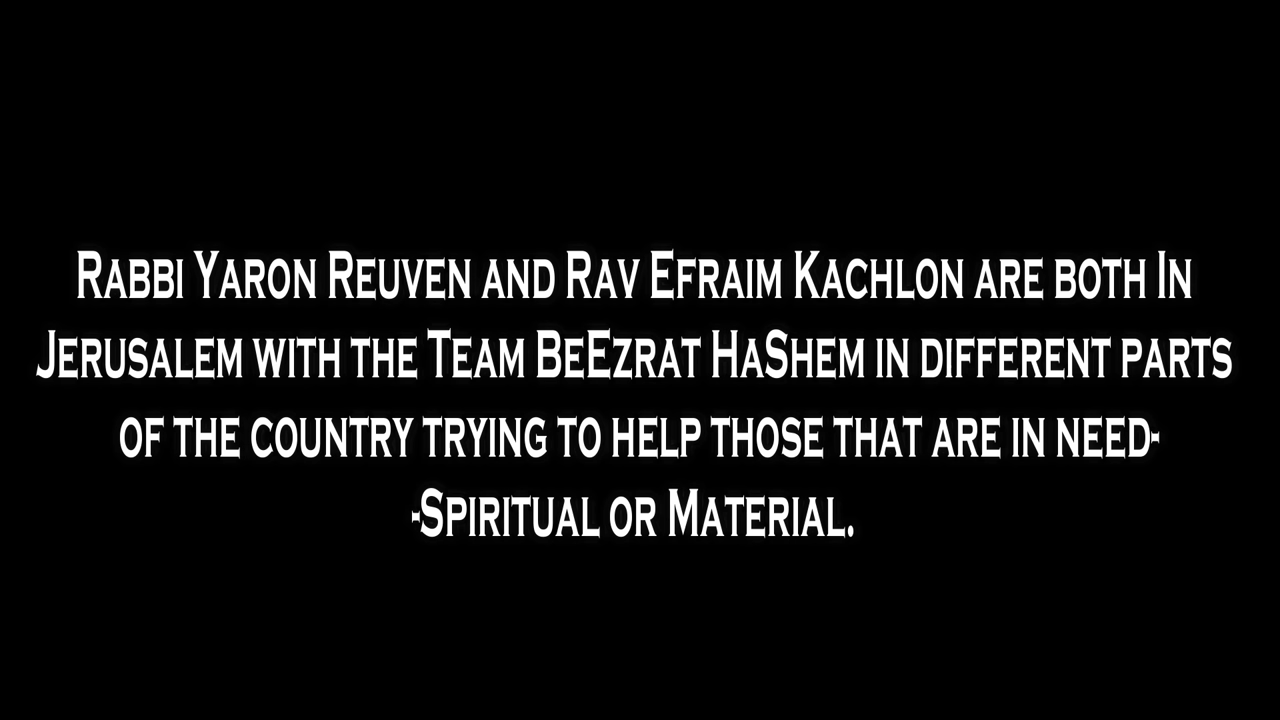 Rabbi Yaron Reuven and Rav Efraim Kachlon are both In
Jerusalem with the Team BeEzrat HaShem in different parts
of the country trying to help those that are in need-
-Spiritual or Material.